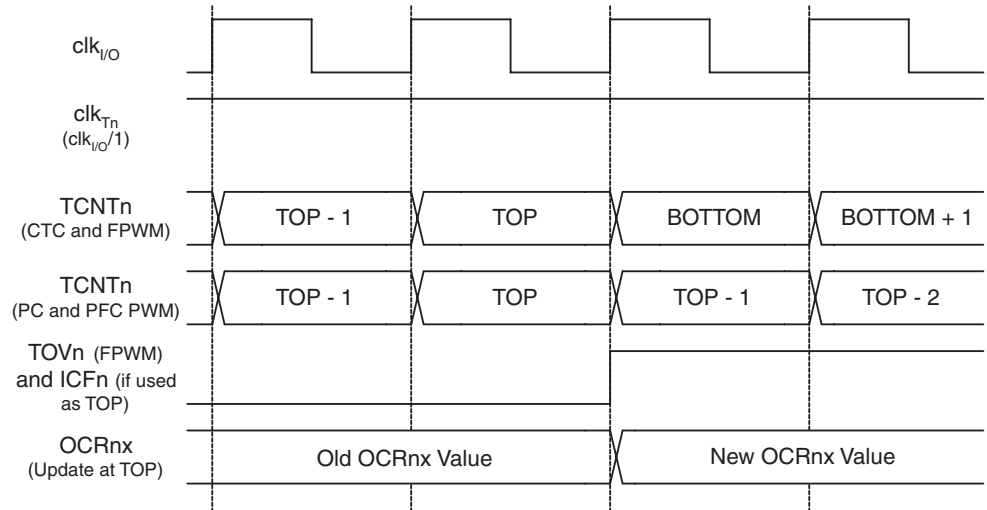 clkI/O
clkTn
(clkI/O/1)
TCNTn
(CTC and FPWM)
TOP - 1
TOP
BOTTOM
BOTTOM + 1
TCNTn
(PC and PFC PWM)
TOP - 1
TOP
TOP - 1
TOP - 2
TOVn (FPWM)
and ICFn (if used
as TOP)
OCRnx
(Update at TOP)
Old OCRnx Value
New OCRnx Value